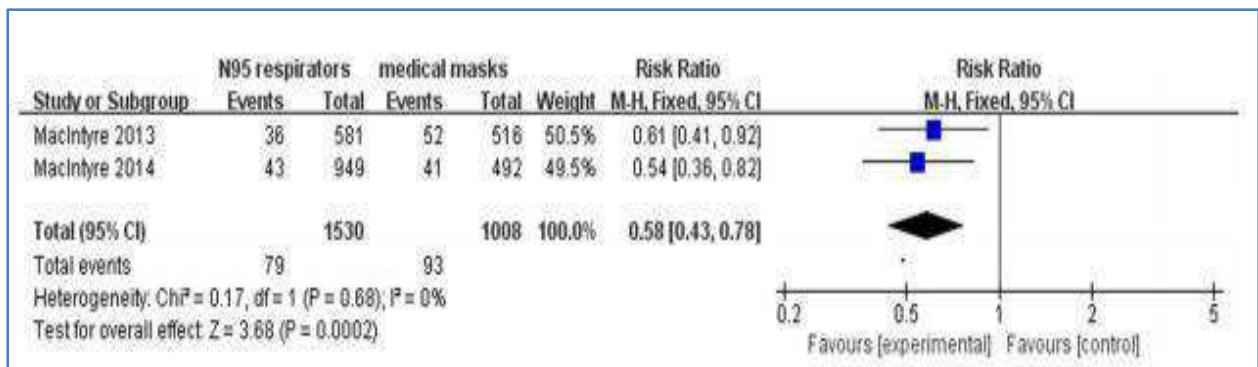 N95 respirators medical masks Risk Ratio Risk Ratio
Study or Subgroup Events Total Events Total Weight M-H, Fixed, 95% CI M-H, Fixed, 95% CI
MacIntyre 2013 36 581 52 516 50.5% 0.61 [0.41, 0.92]
MacIntyre 2014 43 949 41 492 49.5% 0.54 [0.36, 0.82]
Total (95% CI) 1530 1008 100.0% 0.58 [0.43, 0.78]
Total events 79 93
Heterogeneity: Chi² = 0.17, df = 1 (P = 0.68); I² = 0%
Test for overall effect: Z = 3.68 (P = 0.0002)
0.2 0.5 1 2 5
Favours [experimental] Favours [control]